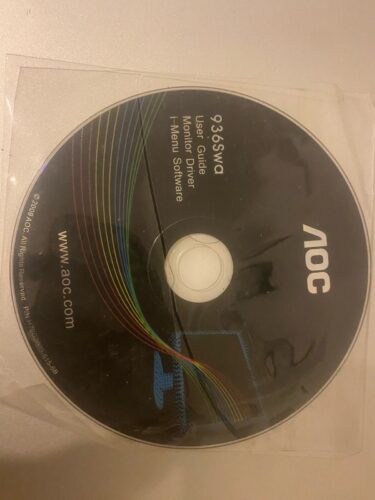 AOC
936Swa
User Guide
Monitor Driver
i-Menu Software
www.aoc.com
© 2008 AOC. All Rights Reserved.